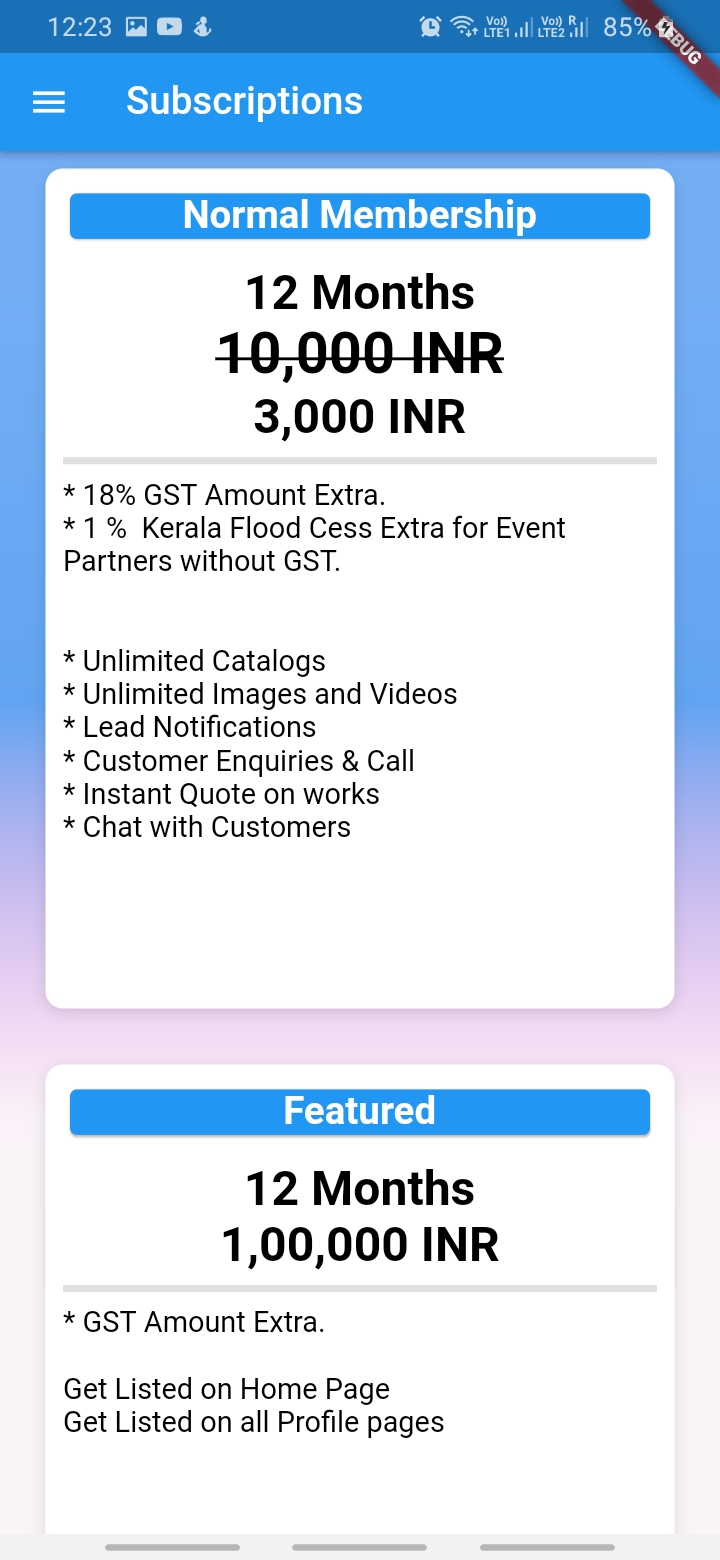 12:23
Vo)) LTE1 Vo)) LTE2 R 85%
DEBUG
Subscriptions
Normal Membership
12 Months
10,000 INR
3,000 INR
* 18% GST Amount Extra.
* 1 %  Kerala Flood Cess Extra for Event
Partners without GST.
* Unlimited Catalogs
* Unlimited Images and Videos
* Lead Notifications
* Customer Enquiries & Call
* Instant Quote on works
* Chat with Customers
Featured
12 Months
1,00,000 INR
* GST Amount Extra.
Get Listed on Home Page
Get Listed on all Profile pages